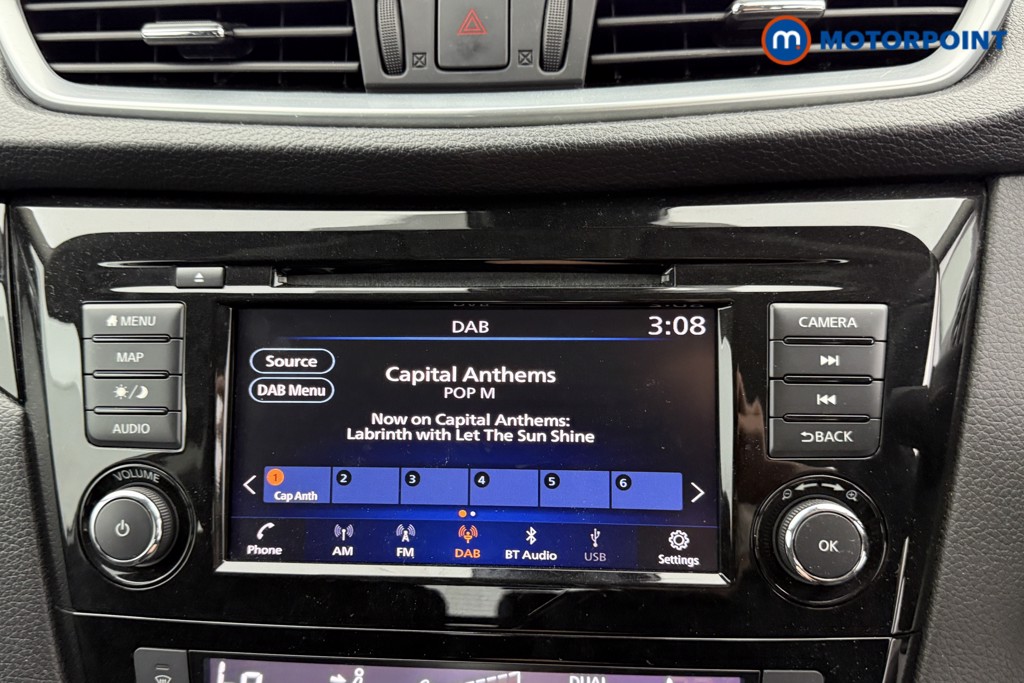 m MOTORPOINT
MENU
MAP
AUDIO
VOLUME
DAB
3:08
Source
DAB Menu
Capital Anthems
POP M
Now on Capital Anthems:
Labrinth with Let The Sun Shine
1 2 3 4 5 6
Cap Anth
Phone AM FM DAB BT Audio USB Settings
CAMERA
BACK
OK
Lo
DUAL